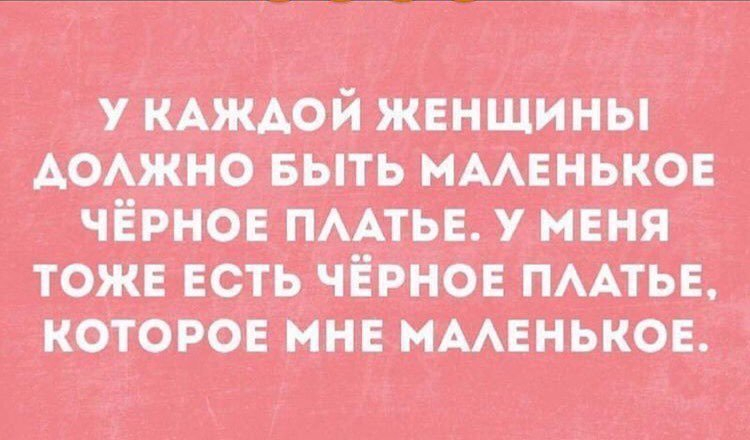 У КАЖДОЙ ЖЕНЩИНЫ
ДОЛЖНО БЫТЬ МАЛЕНЬКОЕ
ЧЁРНОЕ ПЛАТЬЕ. У МЕНЯ
ТОЖЕ ЕСТЬ ЧЁРНОЕ ПЛАТЬЕ,
КОТОРОЕ МНЕ МАЛЕНЬКОЕ.